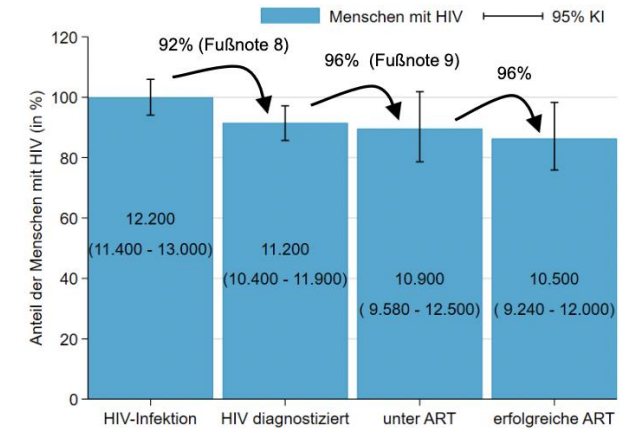 Menschen mit HIV
95% KI
92% (Fußnote 8)
96% (Fußnote 9)
96%
Anteil der Menschen mit HIV (in %)
120
100
80
60
40
20
0
12.200
(11.400 - 13.000)
11.200
(10.400 - 11.900)
10.900
( 9.580 - 12.500)
10.500
( 9.240 - 12.000)
HIV-Infektion
HIV diagnostiziert
unter ART
erfolgreiche ART